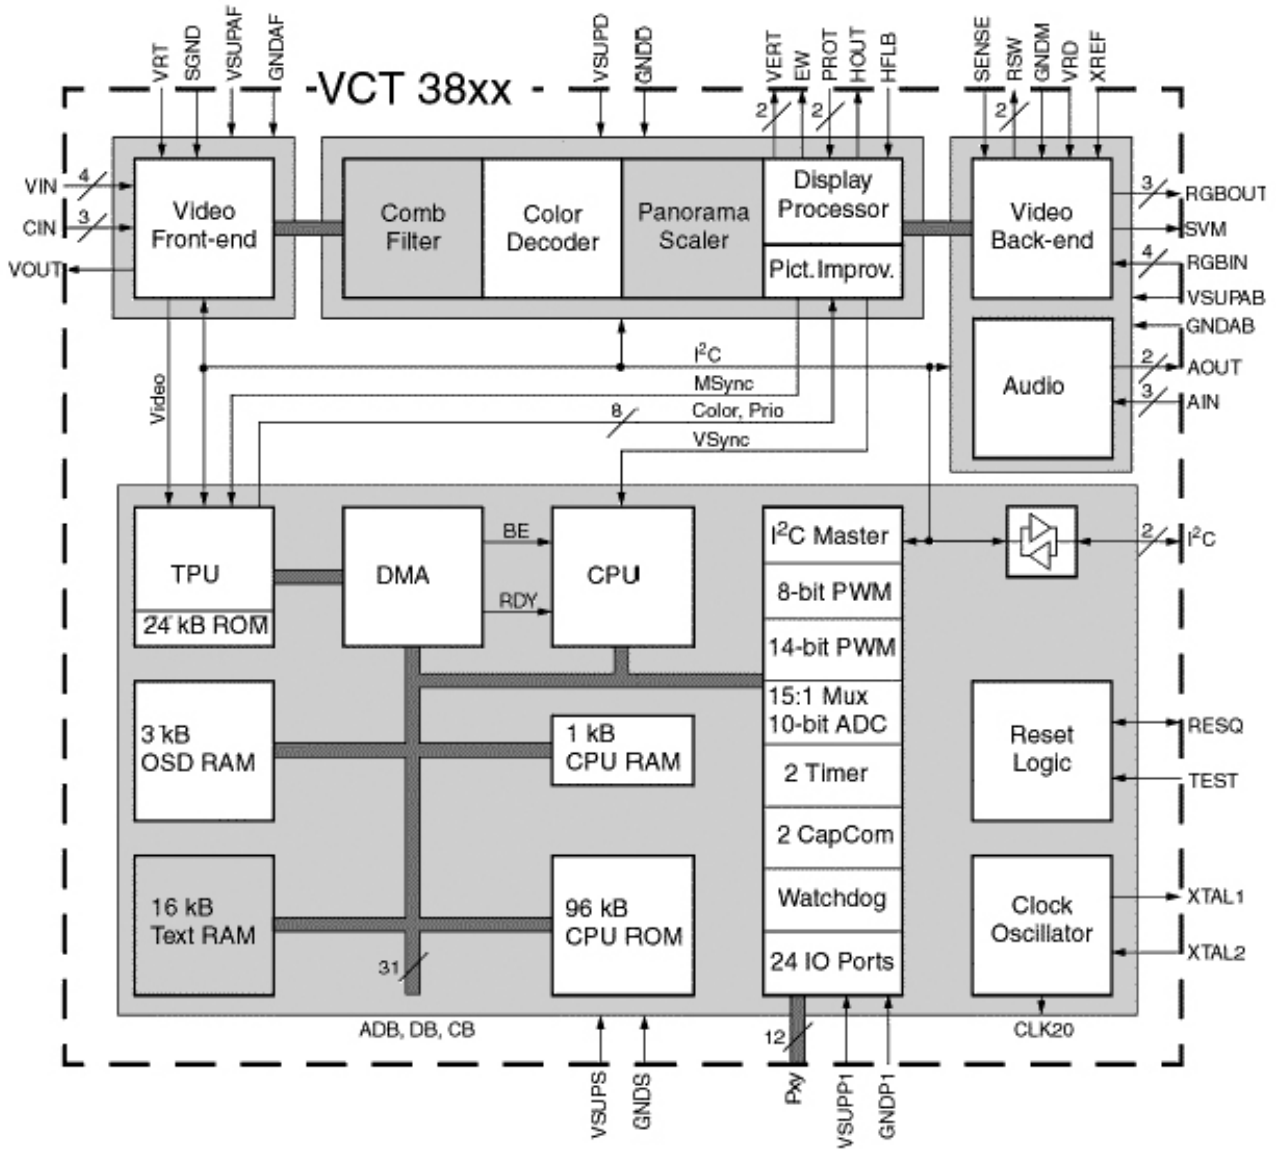 VRT
SGND
VSUPAF
GNDAF
VSUPD
GNDD
VERT
EW
PROT
HOUT
HFLB
SENSE
RSW
GNDM
VRD
XREF
VCT 38xx
2
2
2
VIN
4
CIN
3
VOUT
Video
Front-end
Comb
Filter
Color
Decoder
Panorama
Scaler
Display
Processor
Pict.Improv.
Video
Back-end
3
RGBOUT
SVM
4
RGBIN
VSUPAB
GNDAB
Audio
2
AOUT
3
AIN
Video
I²C
MSync
8
Color, Prio
VSync
TPU
24 kB ROM
DMA
BE
RDY
CPU
I²C Master
8-bit PWM
14-bit PWM
15:1 Mux
10-bit ADC
2 Timer
2 CapCom
Watchdog
24 IO Ports
2
I²C
3 kB
OSD RAM
1 kB
CPU RAM
Reset
Logic
RESQ
TEST
16 kB
Text RAM
96 kB
CPU ROM
Clock
Oscillator
XTAL1
XTAL2
31
ADB, DB, CB
12
CLK20
VSUPS
GNDS
Pxy
VSUPP1
GNDP1